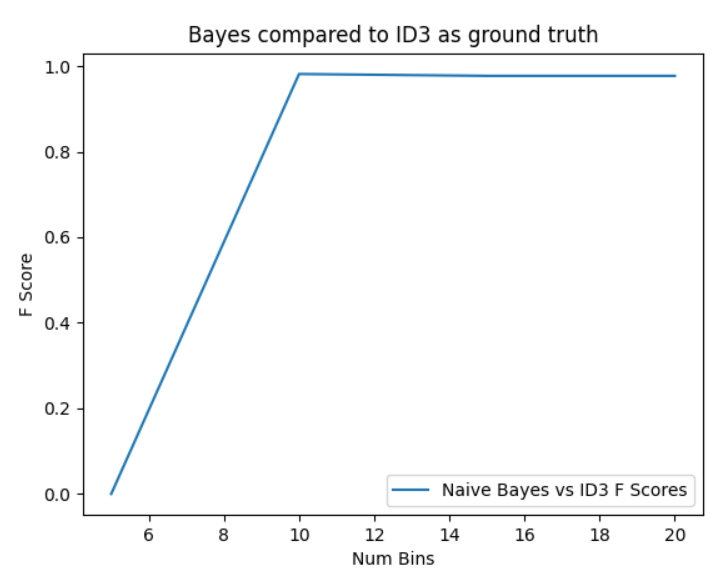 Bayes compared to ID3 as ground truth
1.0
0.8
0.6
0.4
0.2
0.0
F Score
Naive Bayes vs ID3 F Scores
6 8 10 12 14 16 18 20
Num Bins